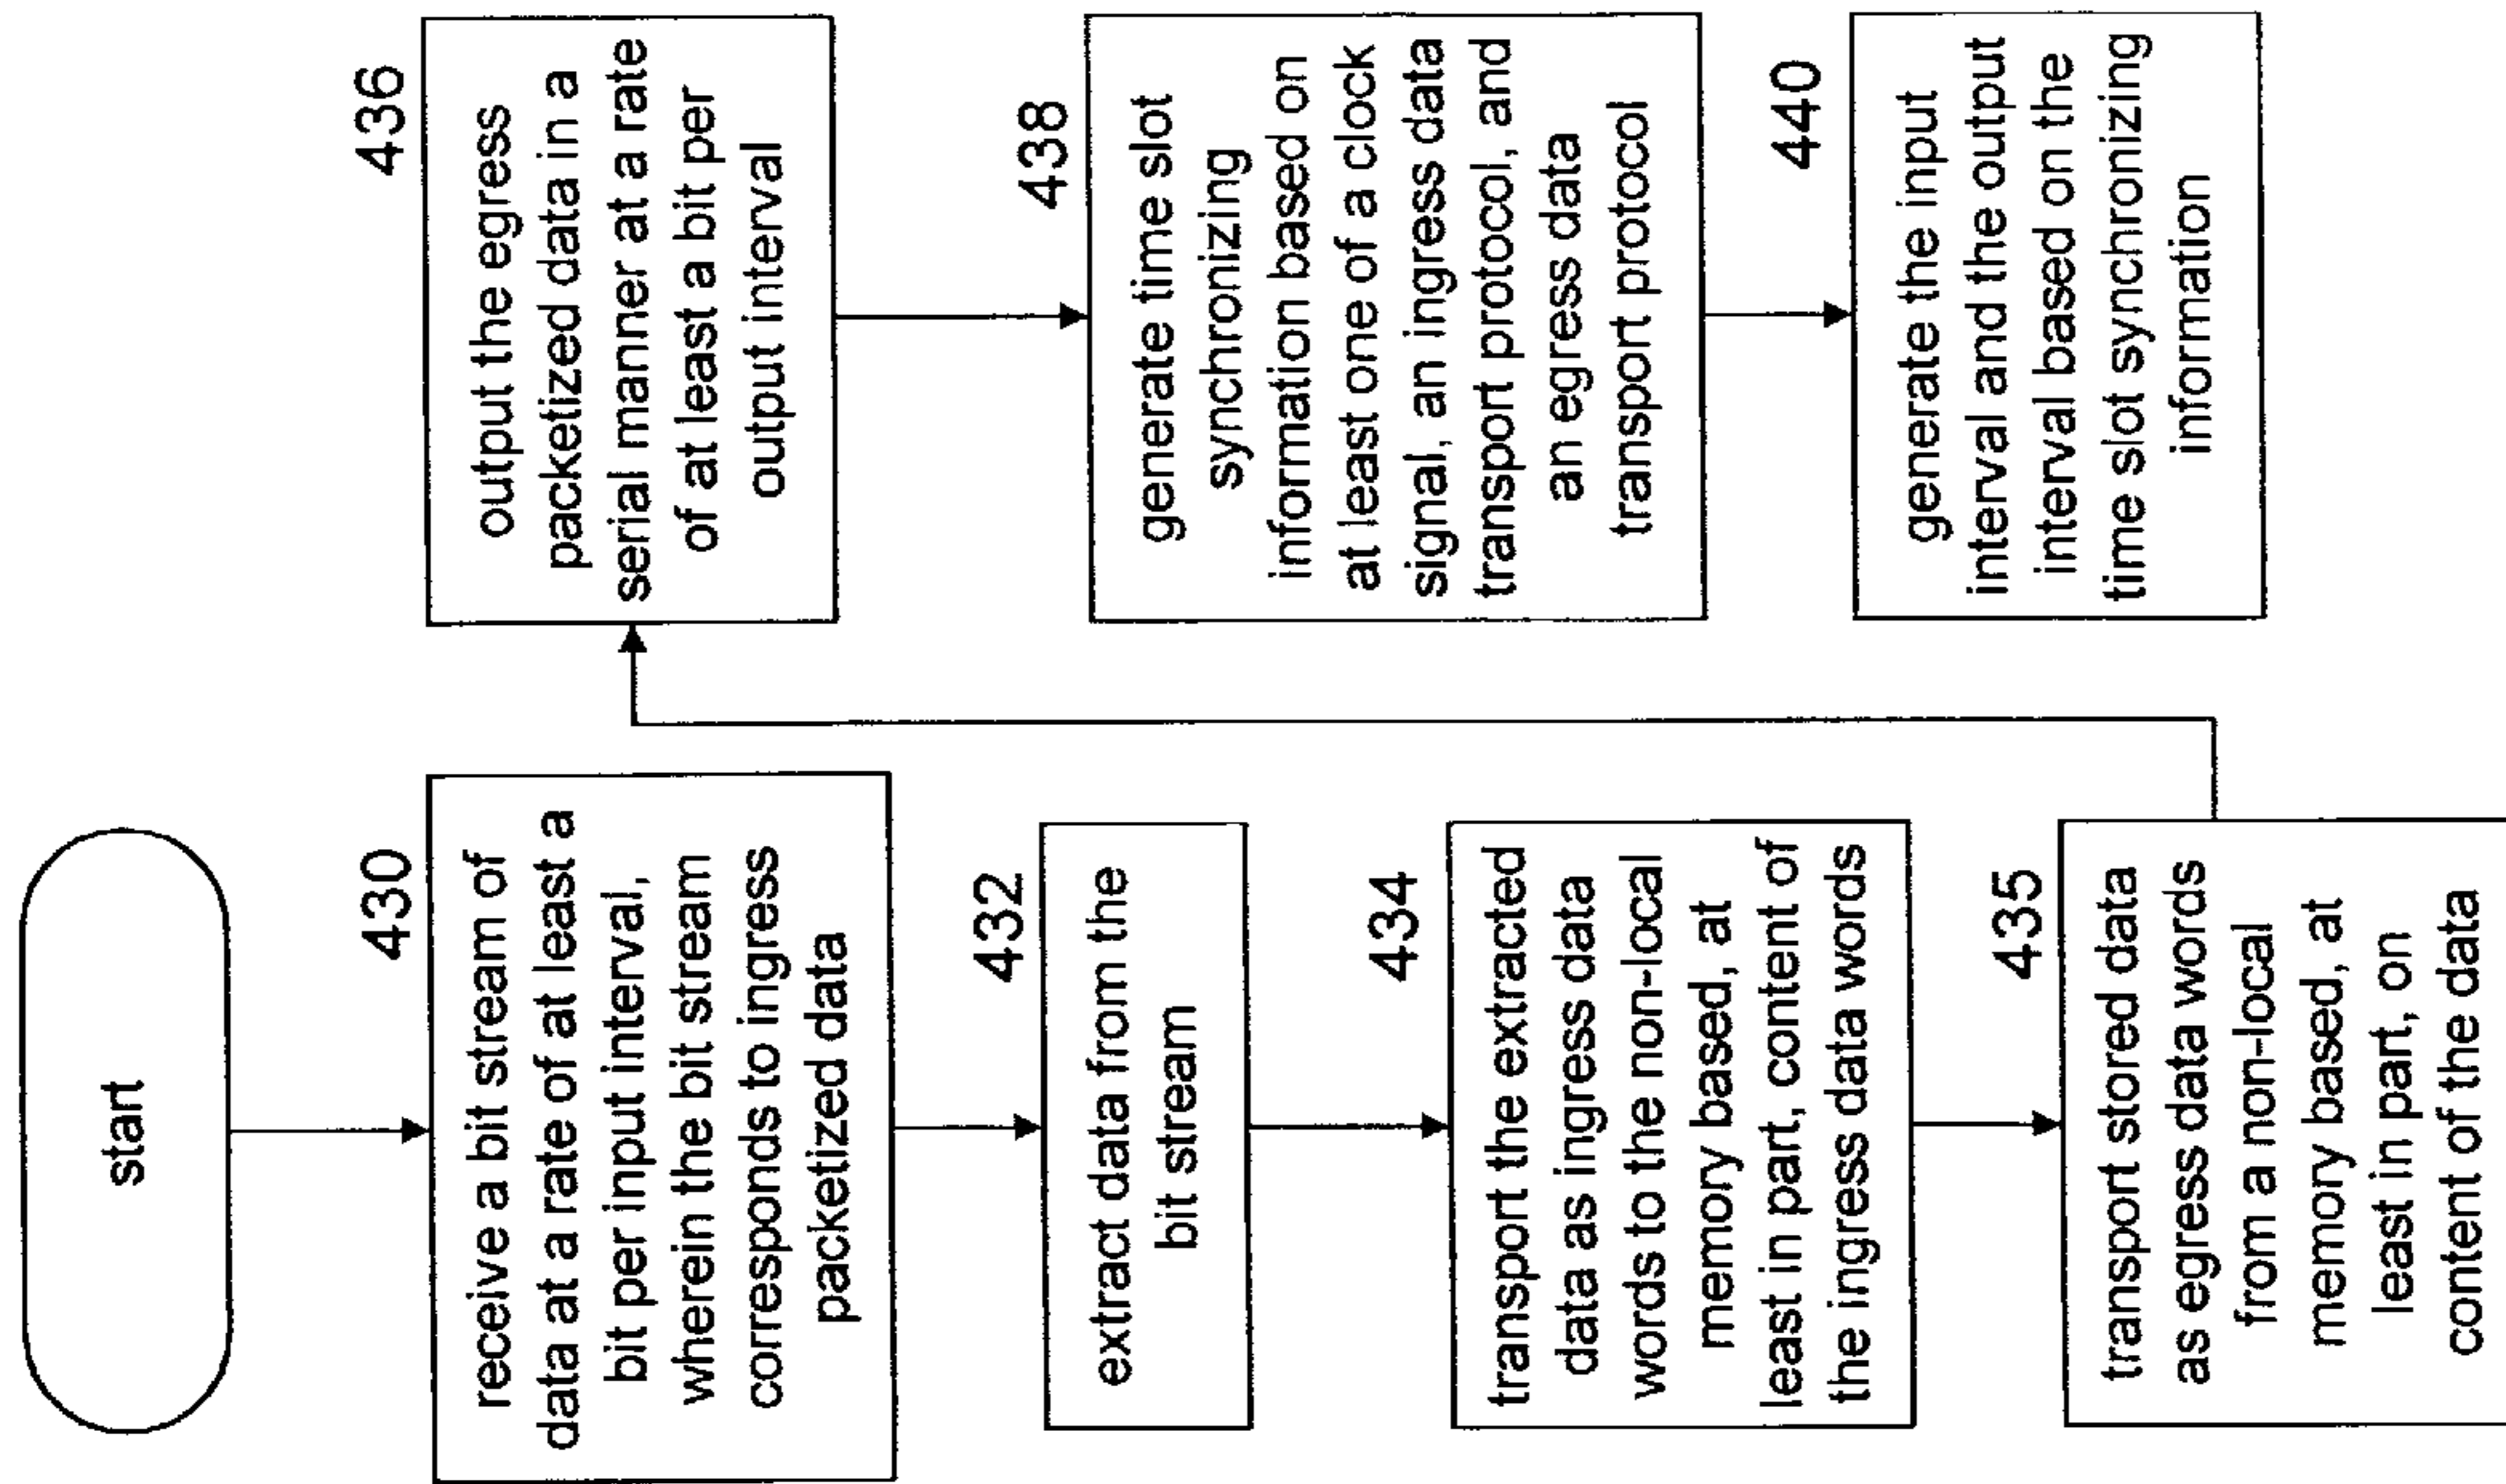 start
430
receive a bit stream of
data at a rate of at least a
bit per input interval,
wherein the bit stream
corresponds to ingress
packetized data
432
extract data from the
bit stream
434
transport the extracted
data as ingress data
words to the non-local
memory based, at
least in part, content of
the ingress data words
435
transport stored data
as egress data words
from a non-local
memory based, at
least in part, on
content of the data
436
output the egress
packetized data in a
serial manner at a rate
of at least a bit per
output interval
438
generate time slot
synchronizing
information based on
at least one of a clock
signal, an ingress data
transport protocol, and
an egress data
transport protocol
440
generate the input
interval and the output
interval based on the
time slot synchronizing
information